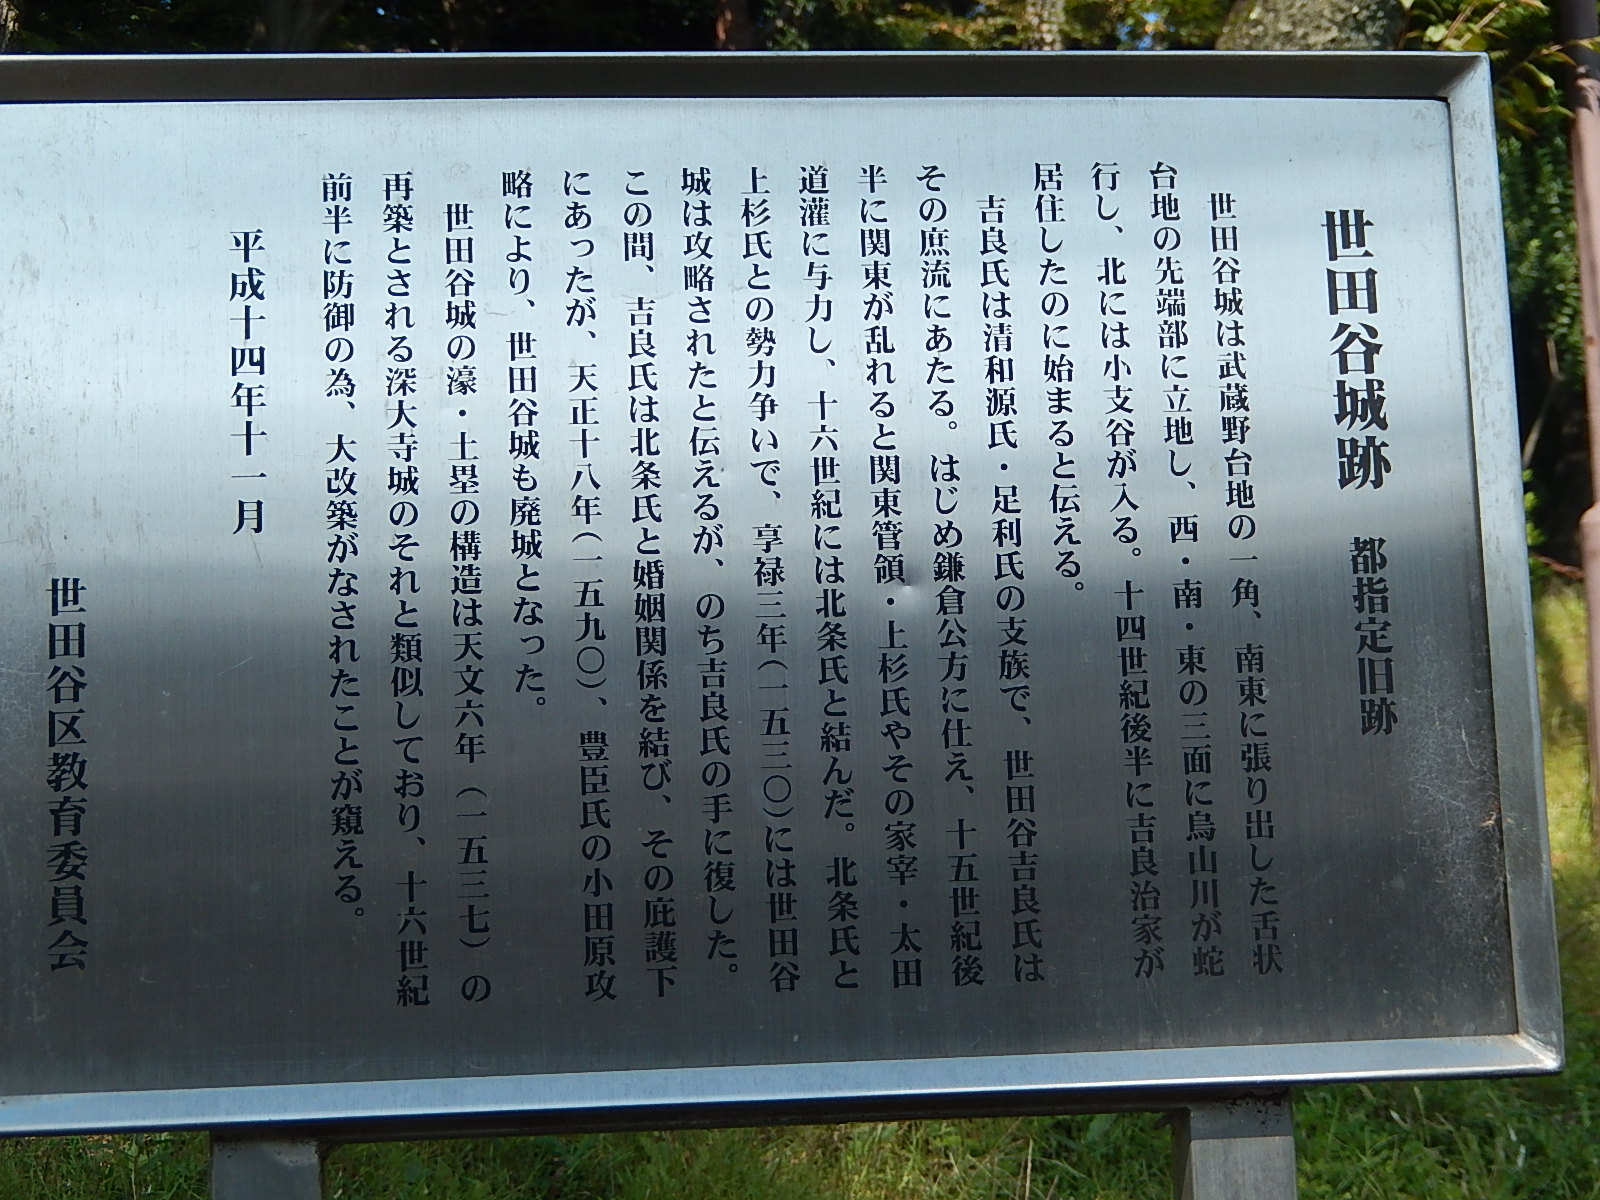 世田谷城跡　都指定旧跡
　世田谷城は武蔵野台地の一角、南東に張り出した舌状
台地の先端部に立地し、西・南・東の三面に烏山川が蛇
行し、北には小支谷が入る。十四世紀後半に吉良治家が
居住したのに始まると伝える。
　吉良氏は清和源氏・足利氏の支族で、世田谷吉良氏は
その庶流にあたる。はじめ鎌倉公方に仕え、十五世紀後
半に関東が乱れると関東管領・上杉氏やその家宰・太田
道灌に与力し、十六世紀には北条氏と結んだ。北条氏と
上杉氏との勢力争いで、享禄三年（一五三〇）には世田谷
城は攻略されたと伝えるが、のち吉良氏の手に復した。
この間、吉良氏は北条氏と婚姻関係を結び、その庇護下
にあったが、天正十八年（一五九〇）、豊臣氏の小田原攻
略により、世田谷城も廃城となった。
　世田谷城の濠・土塁の構造は天文六年（一五三七）の
再築とされる深大寺城のそれと類似しており、十六世紀
前半に防御の為、大改築がなされたことが窺える。
平成十四年十一月
世田谷区教育委員会